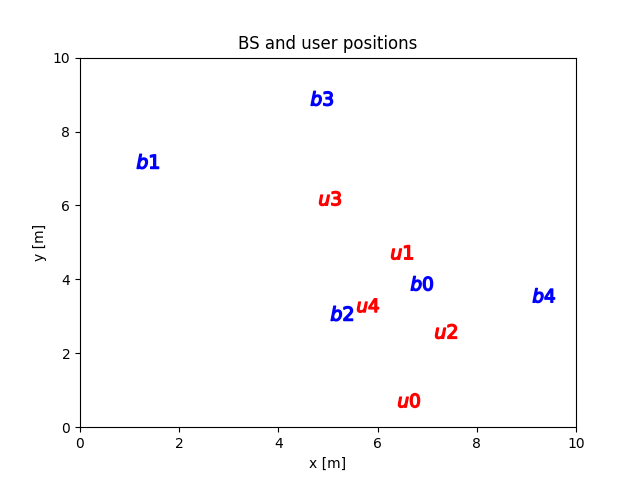 BS and user positions
10
b3
8
b1
y [m]
6
u3
u1
4
b0
b4
u4
b2
u2
2
u0
0
0 2 4 6 8 10
x [m]